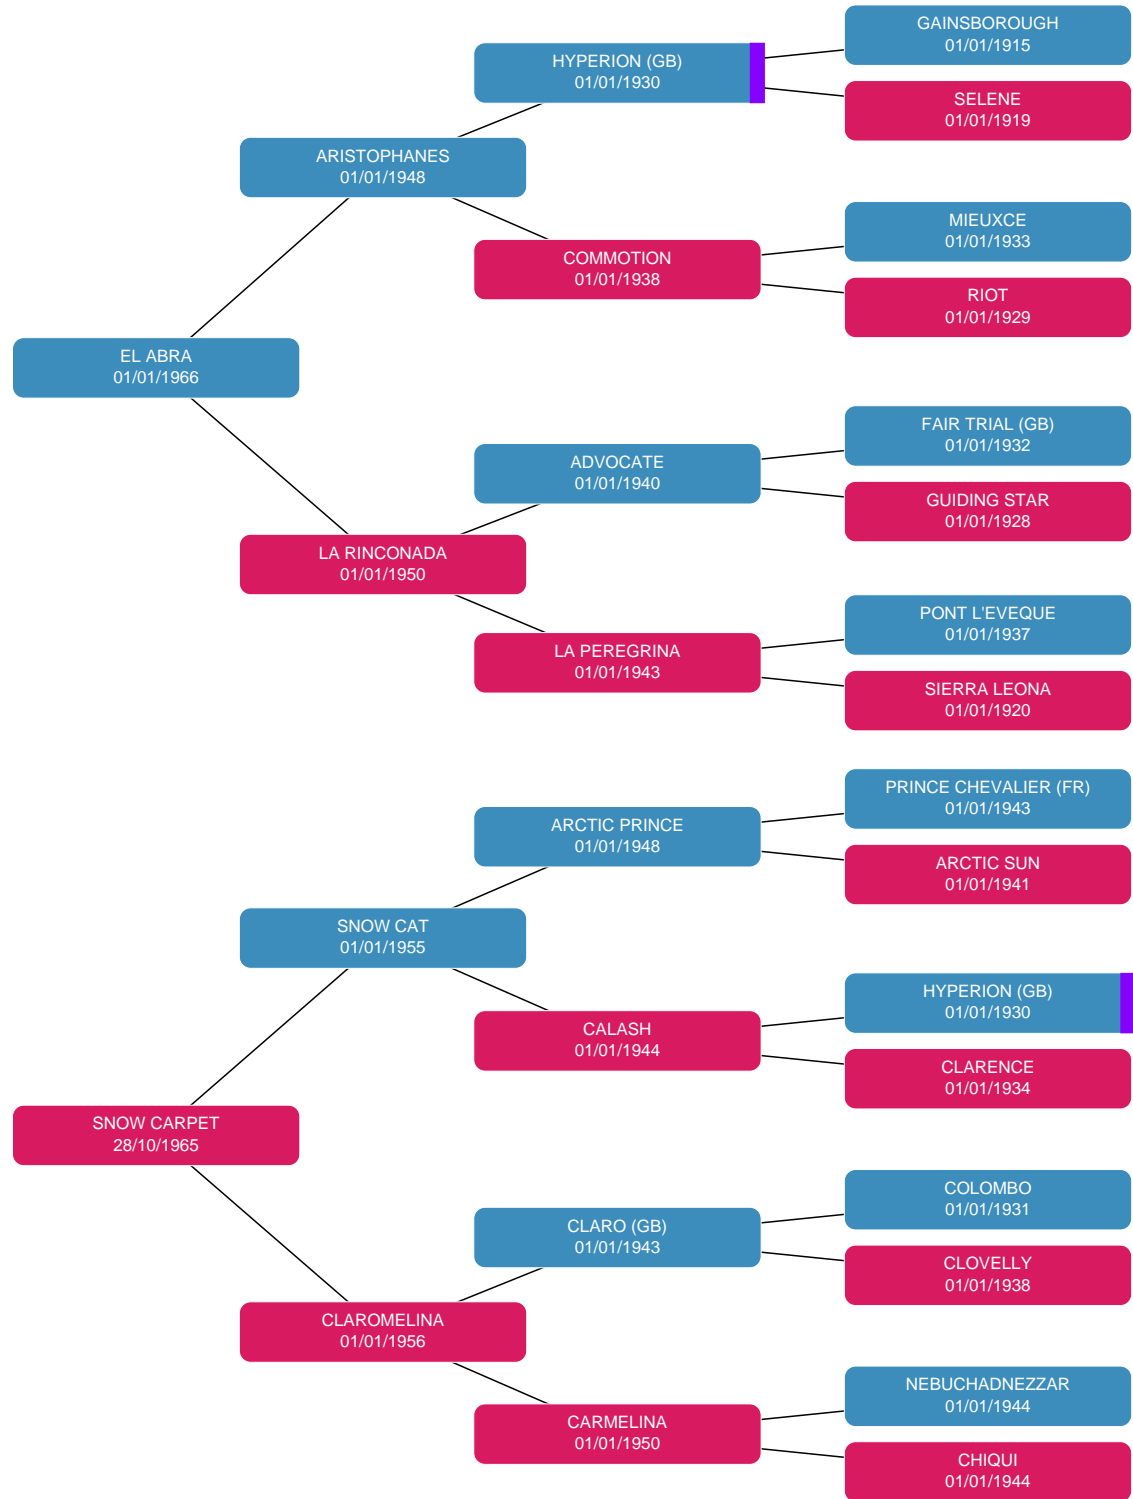 GAINSBOROUGH
01/01/1915
HYPERION (GB)
01/01/1930
SELENE
01/01/1919
ARISTOPHANES
01/01/1948
MIEUXCE
01/01/1933
COMMOTION
01/01/1938
RIOT
01/01/1929
EL ABRA
01/01/1966
FAIR TRIAL (GB)
01/01/1932
ADVOCATE
01/01/1940
GUIDING STAR
01/01/1928
LA RINCONADA
01/01/1950
PONT L'EVEQUE
01/01/1937
LA PEREGRINA
01/01/1943
SIERRA LEONA
01/01/1920
PRINCE CHEVALIER (FR)
01/01/1943
ARCTIC PRINCE
01/01/1948
ARCTIC SUN
01/01/1941
SNOW CAT
01/01/1955
HYPERION (GB)
01/01/1930
CALASH
01/01/1944
CLARENCE
01/01/1934
SNOW CARPET
28/10/1965
COLOMBO
01/01/1931
CLARO (GB)
01/01/1943
CLOVELLY
01/01/1938
CLAROMELINA
01/01/1956
NEBUCHADNEZZAR
01/01/1944
CARMELINA
01/01/1950
CHIQUI
01/01/1944